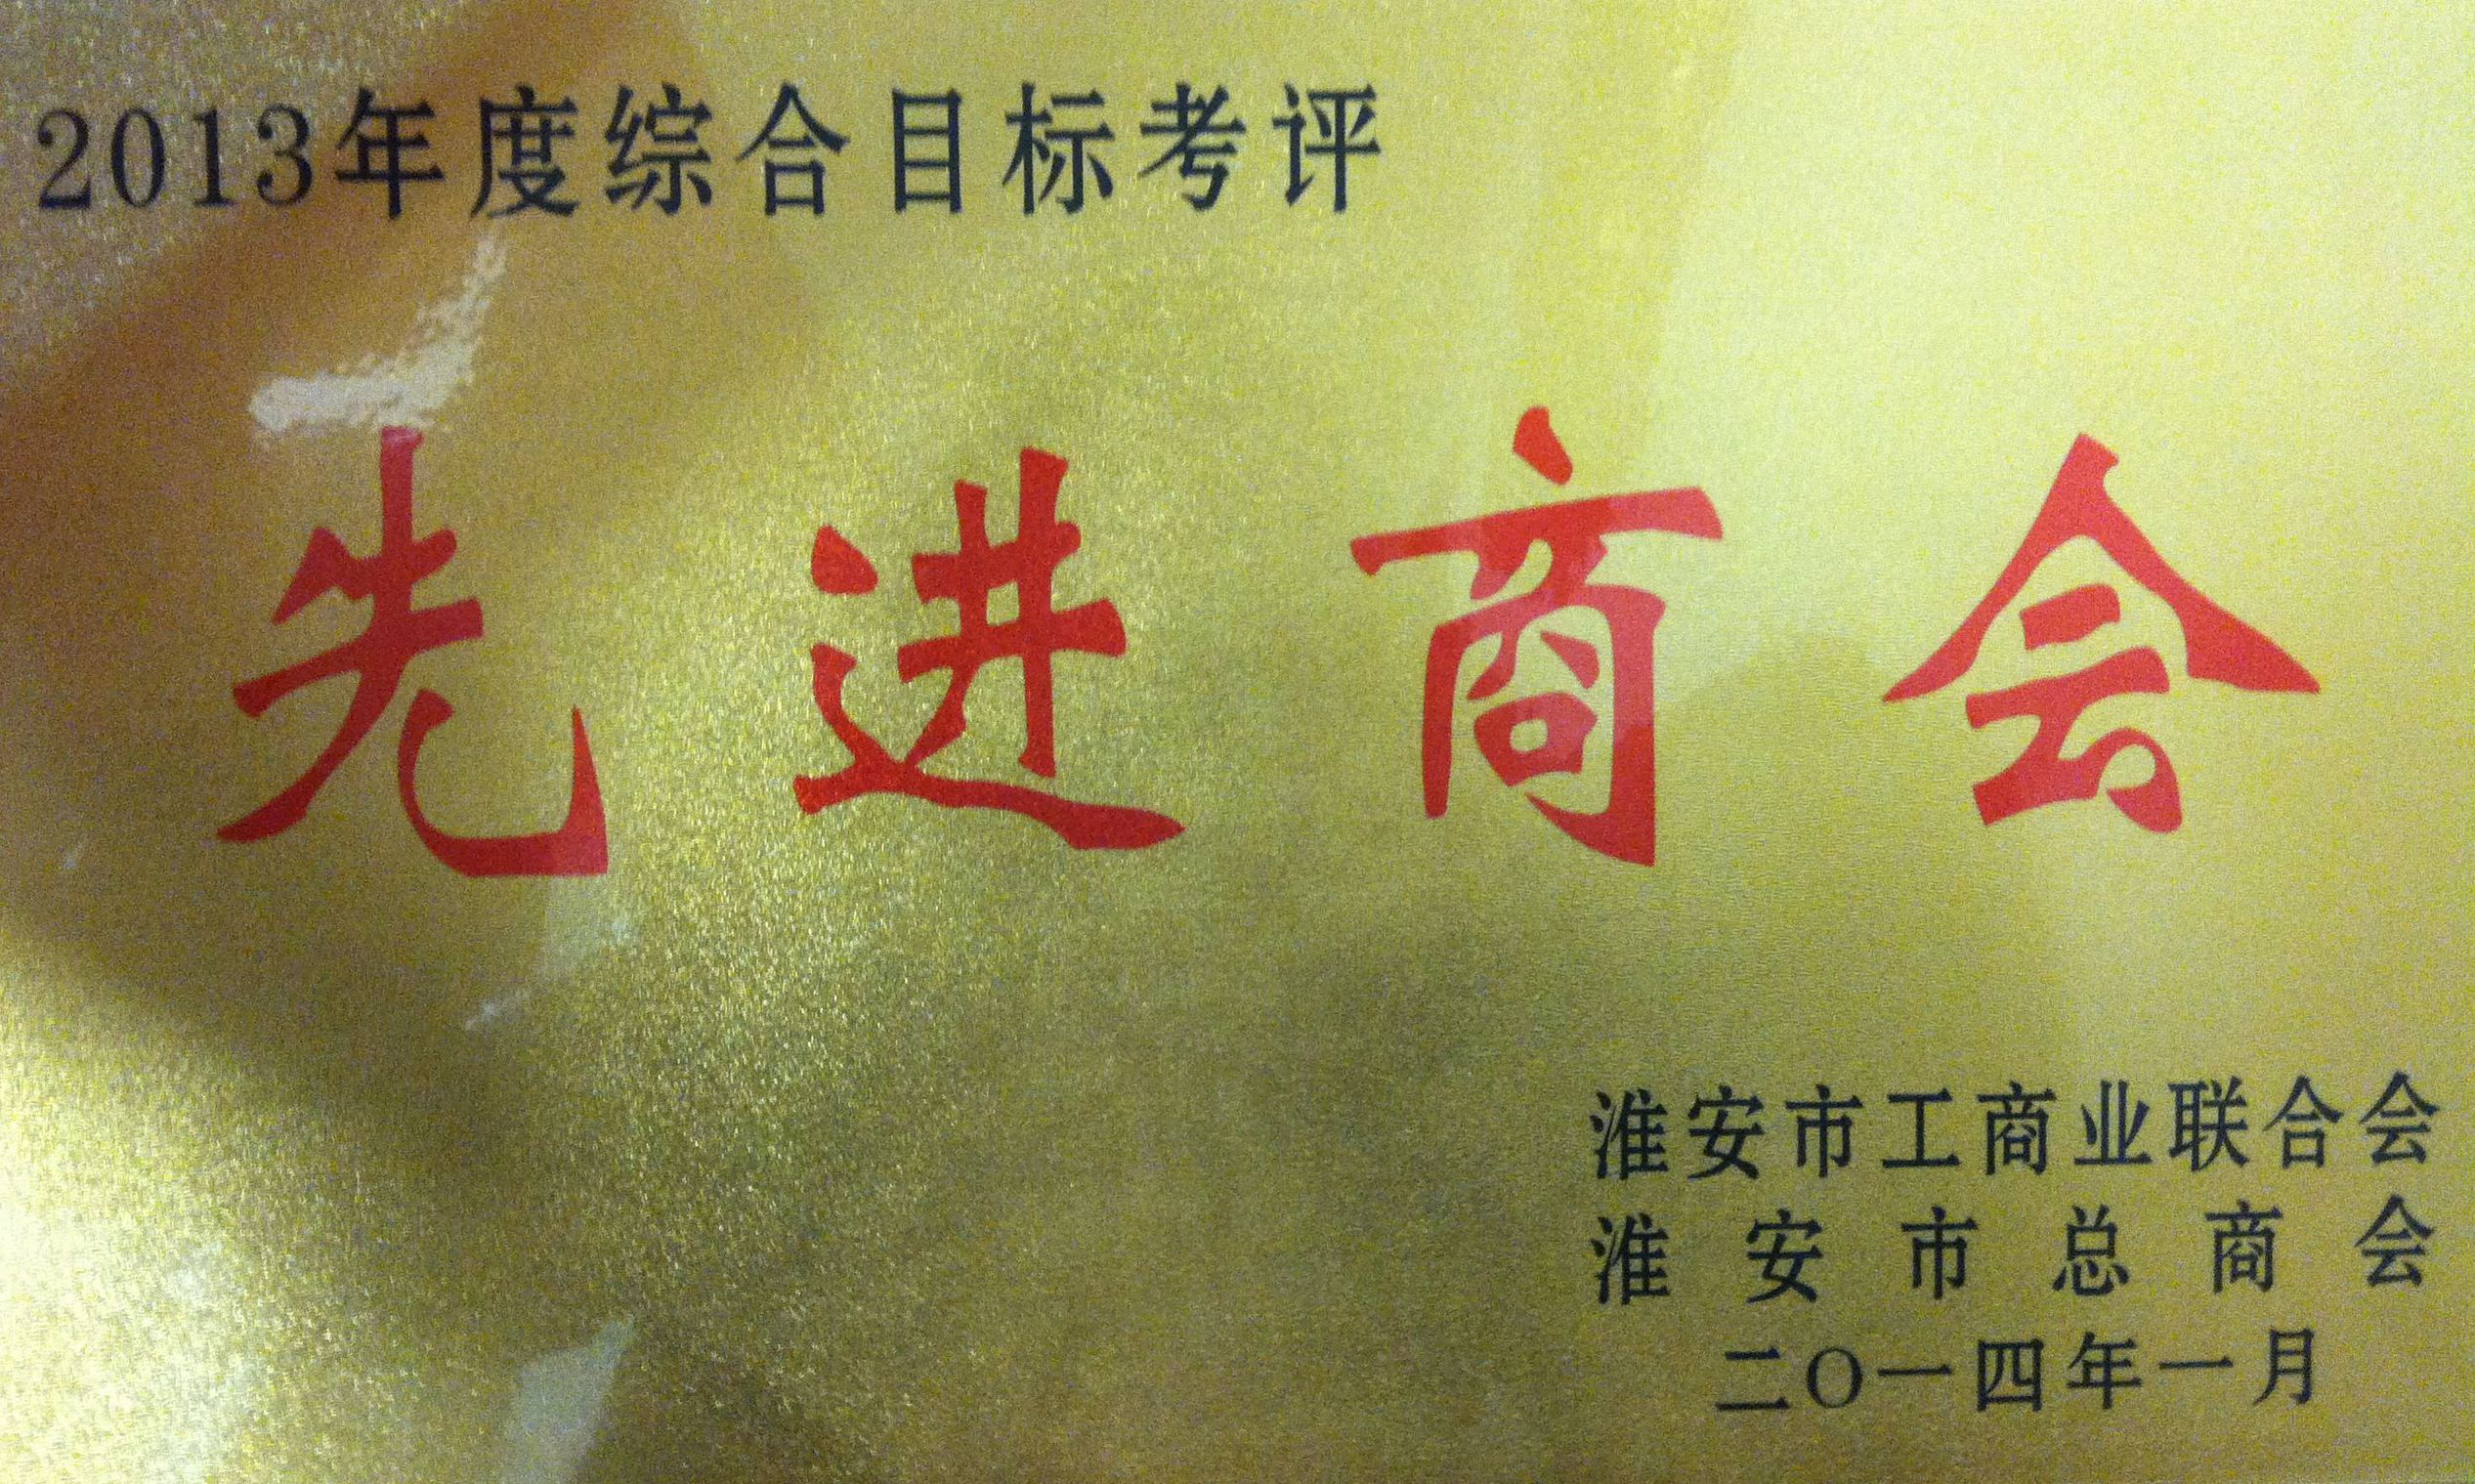 2013年度综合目标考评
先进商会
淮安市工商业联合会
淮安市总商会
二〇一四年一月